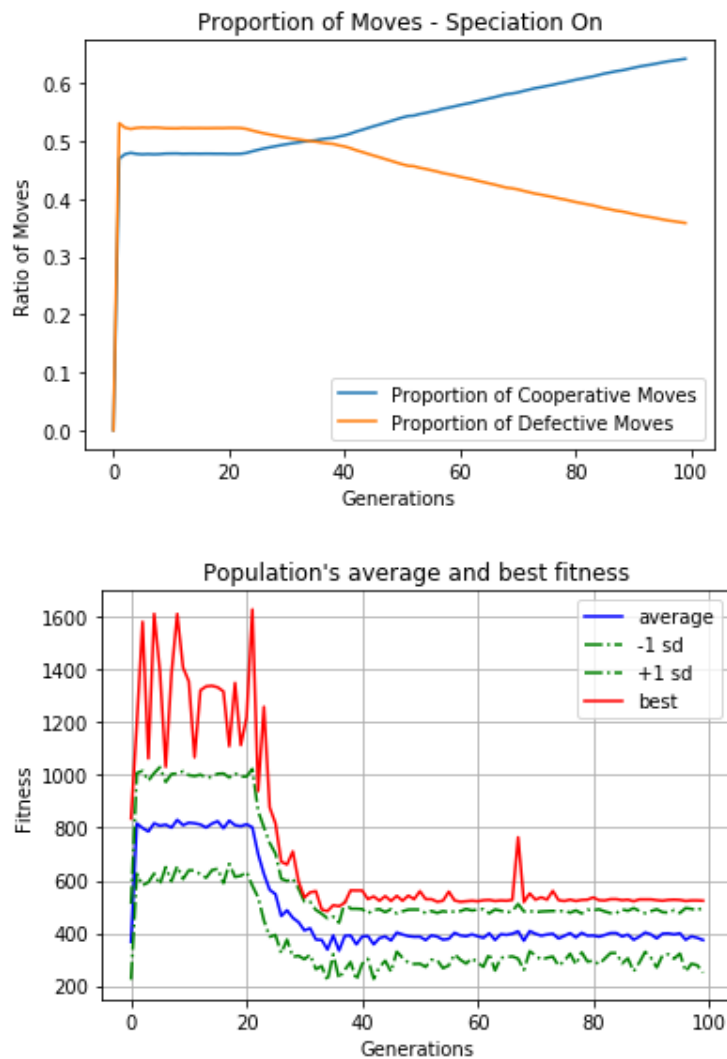 Proportion of Moves - Speciation On
0.6
0.5
0.4
0.3
0.2
0.1
0.0
Ratio of Moves
Proportion of Cooperative Moves
Proportion of Defective Moves
0 20 40 60 80 100
Generations
Population's average and best fitness
1600
1400
1200
1000
800
600
400
200
Fitness
average
-1 sd
+1 sd
best
0 20 40 60 80 100
Generations